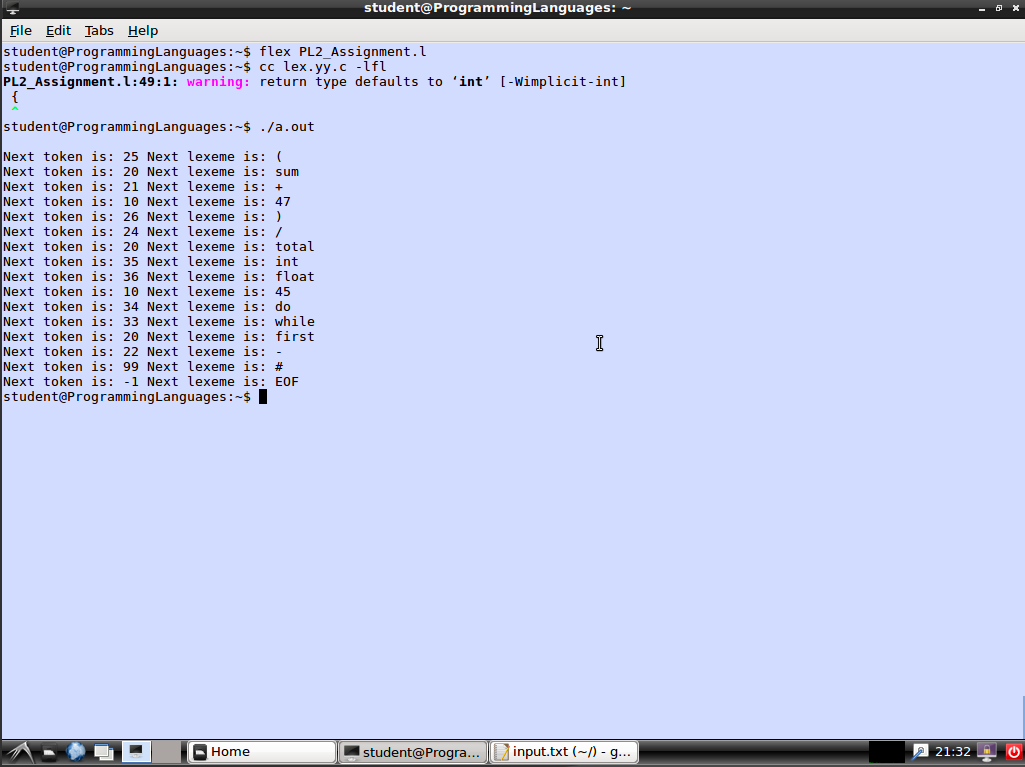 student@ProgrammingLanguages: ~
File Edit Tabs Help
student@ProgrammingLanguages:~$ flex PL2_Assignment.l
student@ProgrammingLanguages:~$ cc lex.yy.c -lfl
PL2_Assignment.l:49:1: warning: return type defaults to ‘int’ [-Wimplicit-int]
{
^
student@ProgrammingLanguages:~$ ./a.out
Next token is: 25 Next lexeme is: (
Next token is: 20 Next lexeme is: sum
Next token is: 21 Next lexeme is: +
Next token is: 10 Next lexeme is: 47
Next token is: 26 Next lexeme is: )
Next token is: 24 Next lexeme is: /
Next token is: 20 Next lexeme is: total
Next token is: 35 Next lexeme is: int
Next token is: 36 Next lexeme is: float
Next token is: 10 Next lexeme is: 45
Next token is: 34 Next lexeme is: do
Next token is: 33 Next lexeme is: while
Next token is: 20 Next lexeme is: first
Next token is: 22 Next lexeme is: -
Next token is: 99 Next lexeme is: #
Next token is: -1 Next lexeme is: EOF
student@ProgrammingLanguages:~$
Home student@Progra... input.txt (~/) - g... 21:32